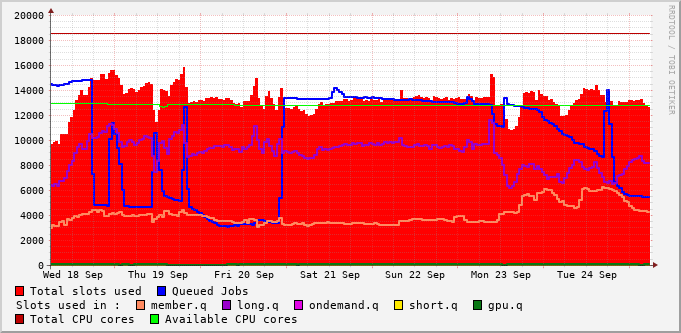 RRDTOOL / TOBI OETIKER
20000
18000
16000
14000
12000
10000
8000
6000
4000
2000
0
Wed 18 Sep Thu 19 Sep Fri 20 Sep Sat 21 Sep Sun 22 Sep Mon 23 Sep Tue 24 Sep
Total slots used Queued Jobs
Slots used in : member.q long.q ondemand.q short.q gpu.q
Total CPU cores Available CPU cores